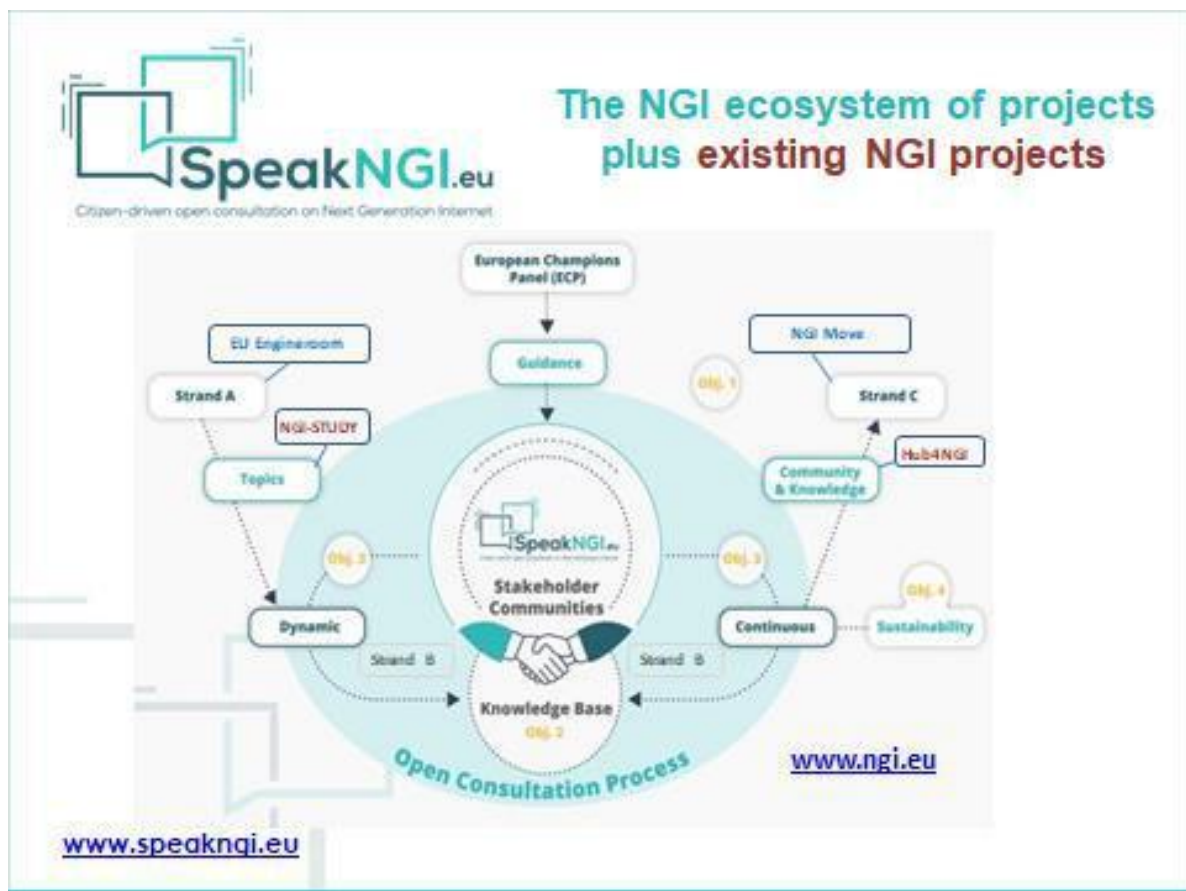 SpeakNGI.eu
Citizen-driven open consultation on Next Generation Internet
The NGI ecosystem of projects
plus existing NGI projects
European Champions
Panel (ECP)
EU Engineroom
NGI Move
Guidance
Obj. 1
Strand A
Strand C
NGI-STUDY
Hub4NGI
Topics
Community
& Knowledge
SpeakNGI.eu
Obj. 3
Obj. 3
Stakeholder
Communities
Obj. 4
Dynamic
Continuous
Sustainability
Strand B
Strand B
Knowledge Base
Obj. 2
Open Consultation Process
www.ngi.eu
www.speakngi.eu